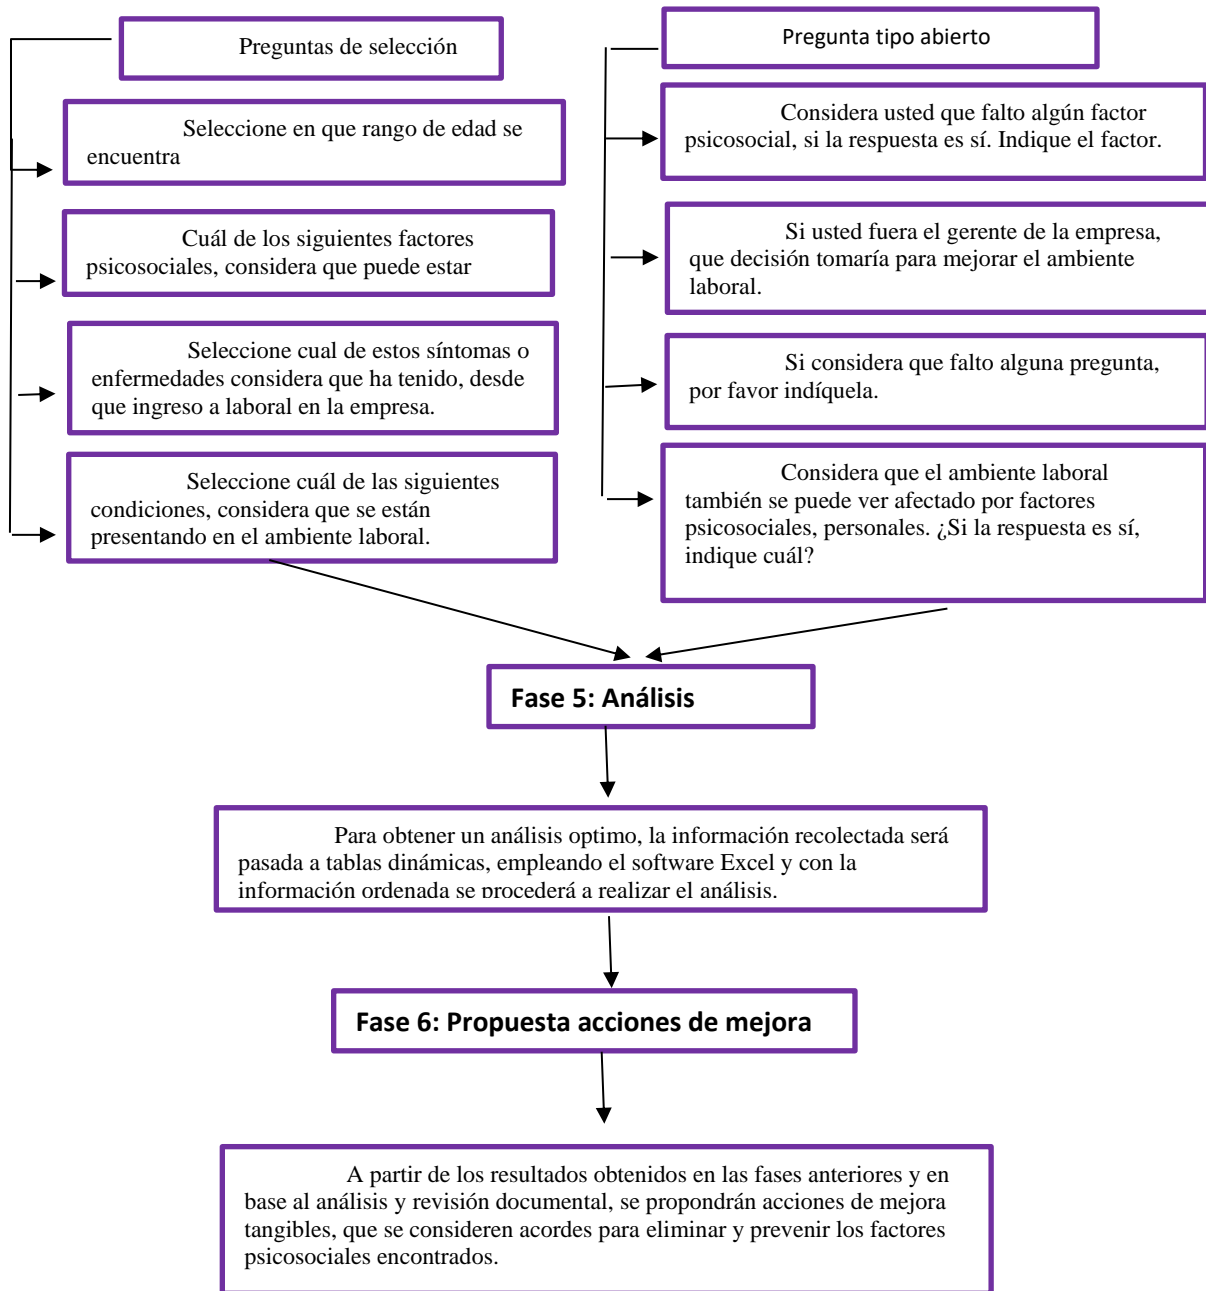 Preguntas de selección
Seleccione en que rango de edad se
encuentra
Cuál de los siguientes factores
psicosociales, considera que puede estar
Seleccione cual de estos síntomas o
enfermedades considera que ha tenido, desde
que ingreso a laboral en la empresa.
Seleccione cuál de las siguientes
condiciones, considera que se están
presentando en el ambiente laboral.
Pregunta tipo abierto
Considera usted que falto algún factor
psicosocial, si la respuesta es sí. Indique el factor.
Si usted fuera el gerente de la empresa,
que decisión tomaría para mejorar el ambiente
laboral.
Si considera que falto alguna pregunta,
por favor indíquela.
Considera que el ambiente laboral
también se puede ver afectado por factores
psicosociales, personales. ¿Si la respuesta es sí,
indique cuál?
Fase 5: Análisis
Para obtener un análisis optimo, la información recolectada será
pasada a tablas dinámicas, empleando el software Excel y con la
información ordenada se procederá a realizar el análisis.
Fase 6: Propuesta acciones de mejora
A partir de los resultados obtenidos en las fases anteriores y en
base al análisis y revisión documental, se propondrán acciones de mejora
tangibles, que se consideren acordes para eliminar y prevenir los factores
psicosociales encontrados.